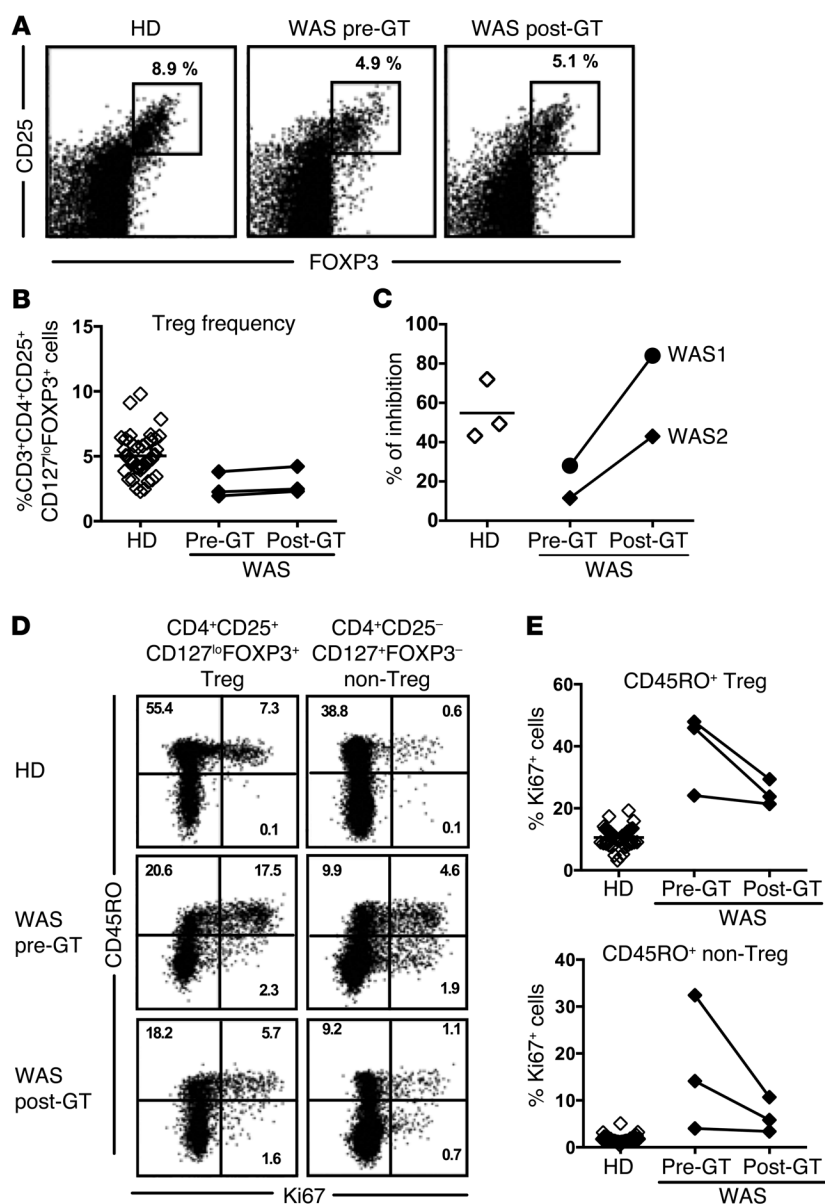 A
HD
WAS pre-GT
WAS post-GT
8.9 %
4.9 %
5.1 %
CD25
FOXP3
B
Treg frequency
%CD3⁺CD4⁺CD25⁺
CD127ˡᵒFOXP3⁺ cells
15
10
5
0
HD
Pre-GT
Post-GT
WAS
C
% of inhibition
100
80
60
40
20
0
WAS1
WAS2
HD
Pre-GT
Post-GT
WAS
D
CD4⁺CD25⁺
CD127ˡᵒFOXP3⁺
Treg
CD4⁺CD25⁻
CD127⁺FOXP3⁻
non-Treg
HD
55.4
7.3
0.1
38.8
0.6
0.1
CD45RO
WAS
pre-GT
20.6
17.5
2.3
9.9
4.6
1.9
WAS
post-GT
18.2
5.7
1.6
9.2
1.1
0.7
Ki67
E
CD45RO⁺ Treg
% Ki67⁺ cells
60
40
20
0
HD
Pre-GT
Post-GT
WAS
CD45RO⁺ non-Treg
% Ki67⁺ cells
40
30
20
10
0
HD
Pre-GT
Post-GT
WAS